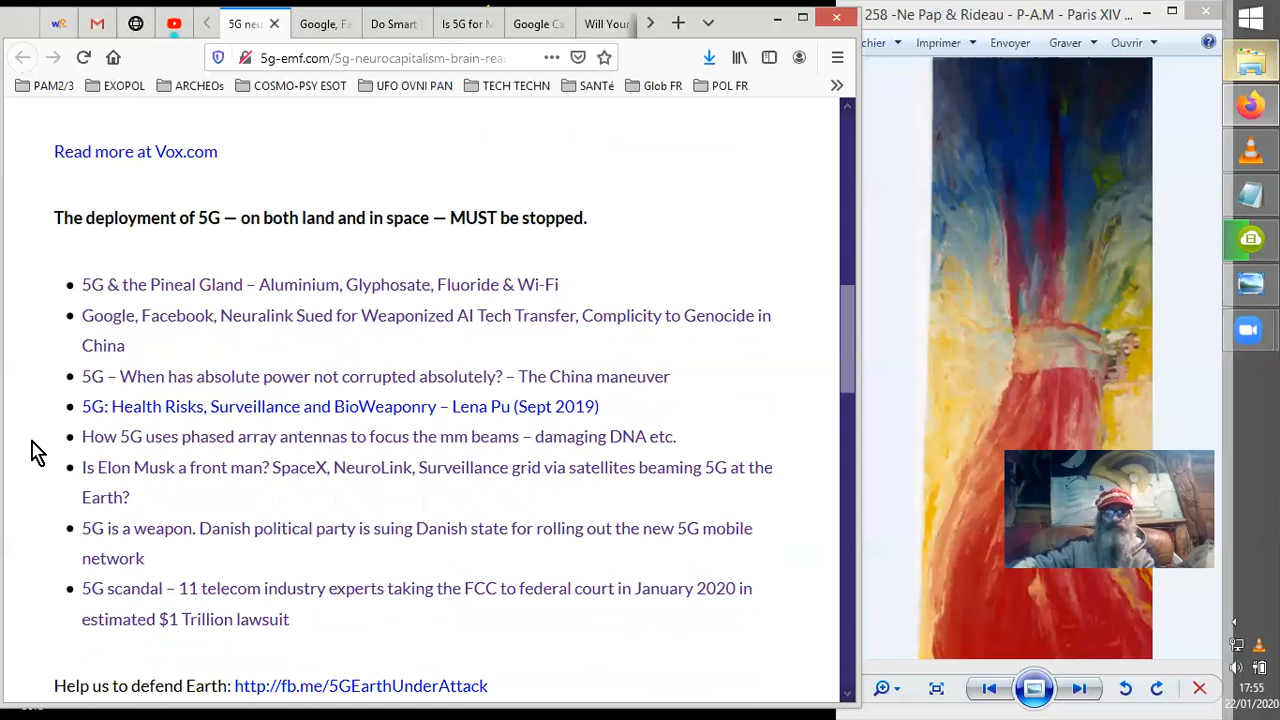 5G neu
Google, Fa
Do Smart
Is 5G for N
Google Ca
Will Your
258 -Ne Pap & Rideau - P-A.M - Paris XIV ...
5g-emf.com/5g-neurocapitalism-brain-rea
chier
Imprimer
Envoyer
Graver
Ouvrir
PAM2/3
EXOPOL
ARCHEOs
COSMO-PSY ESOT
UFO OVNI PAN
TECH TECHN
SANTé
Glob FR
POL FR
Read more at Vox.com
The deployment of 5G — on both land and in space — MUST be stopped.
5G & the Pineal Gland – Aluminium, Glyphosate, Fluoride & Wi-Fi
Google, Facebook, Neuralink Sued for Weaponized AI Tech Transfer, Complicity to Genocide in
China
5G – When has absolute power not corrupted absolutely? – The China maneuver
5G: Health Risks, Surveillance and BioWeaponry – Lena Pu (Sept 2019)
How 5G uses phased array antennas to focus the mm beams – damaging DNA etc.
Is Elon Musk a front man? SpaceX, NeuroLink, Surveillance grid via satellites beaming 5G at the
Earth?
5G is a weapon. Danish political party is suing Danish state for rolling out the new 5G mobile
network
5G scandal – 11 telecom industry experts taking the FCC to federal court in January 2020 in
estimated $1 Trillion lawsuit
Help us to defend Earth: http://fb.me/5GEarthUnderAttack
17:55
22/01/2020